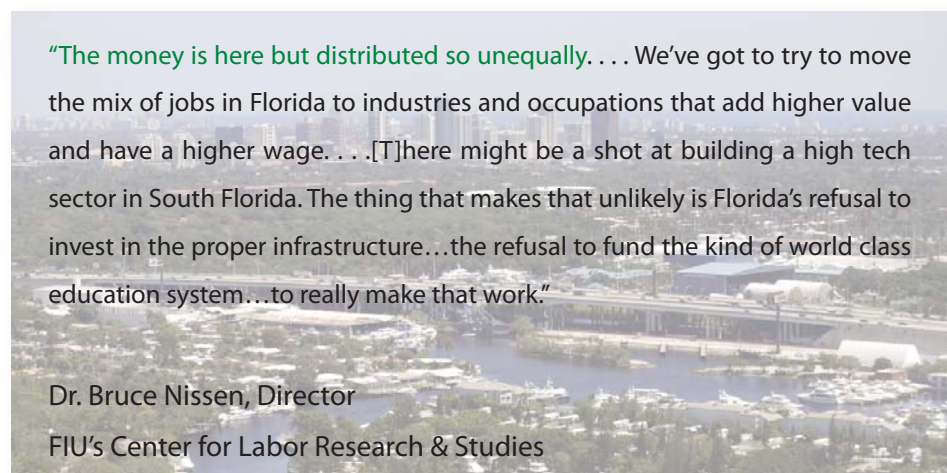 “The money is here but distributed so unequally. . . . We’ve got to try to move
the mix of jobs in Florida to industries and occupations that add higher value
and have a higher wage. . . .[T]here might be a shot at building a high tech
sector in South Florida. The thing that makes that unlikely is Florida’s refusal to
invest in the proper infrastructure…the refusal to fund the kind of world class
education system…to really make that work.”
Dr. Bruce Nissen, Director
FIU’s Center for Labor Research & Studies